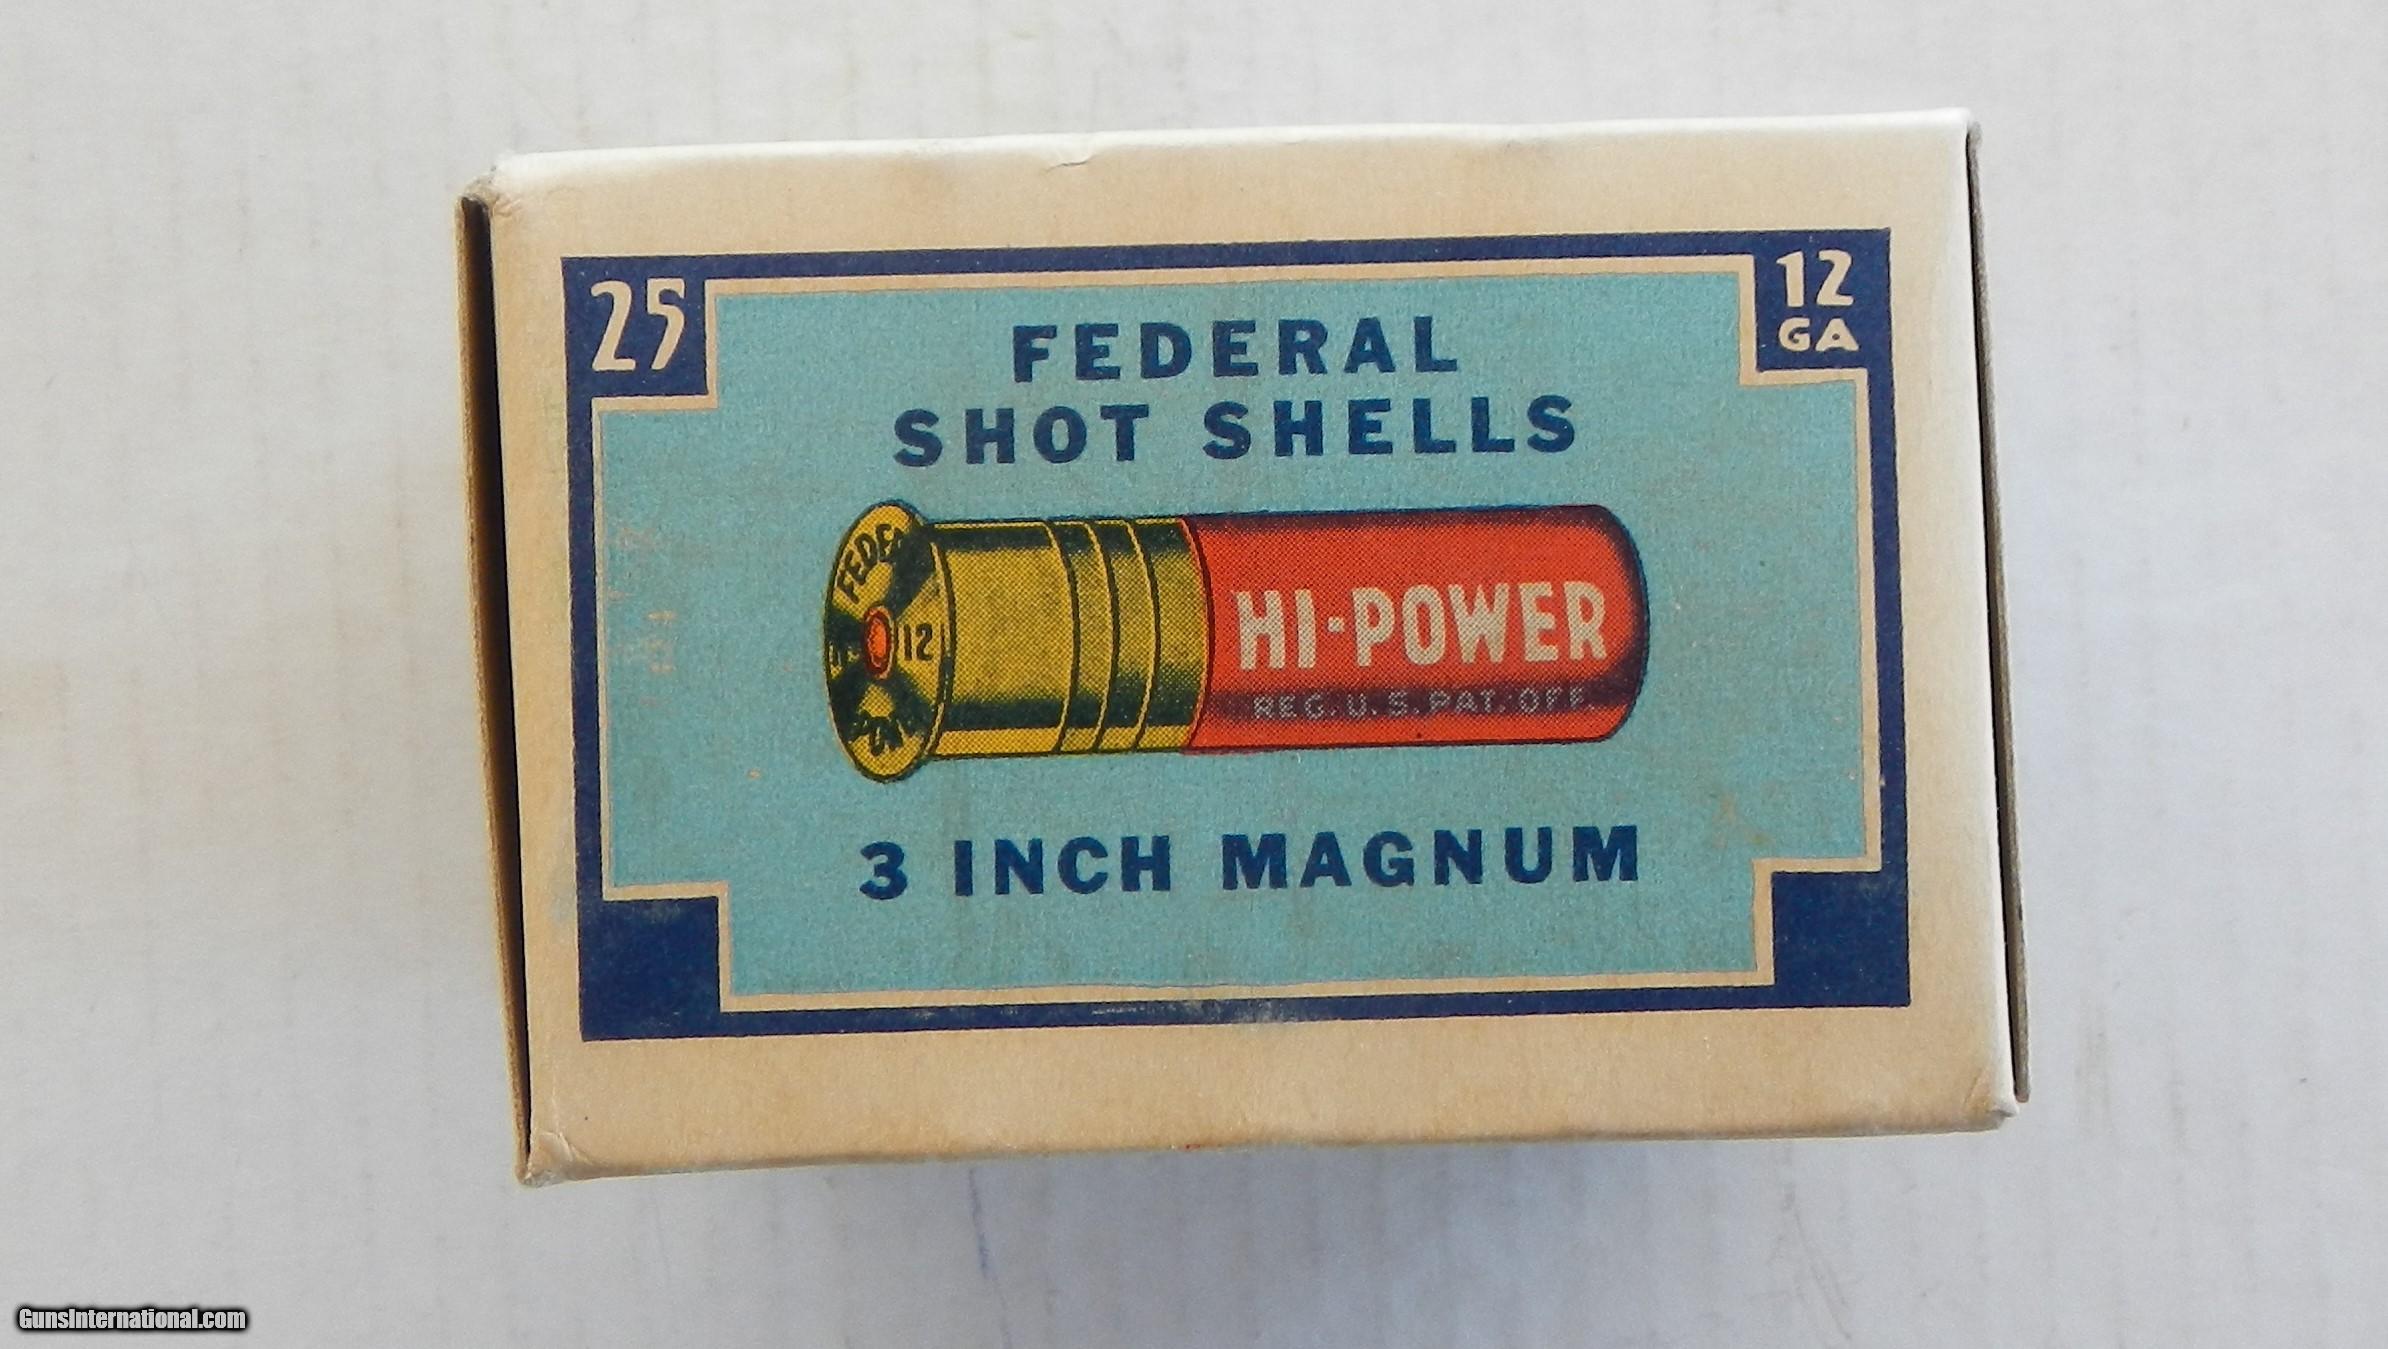 25
12
GA
FEDERAL
SHOT SHELLS
12
HI-POWER
REG. U. S. PAT. OFF.
3 INCH MAGNUM
GunsInternational.com